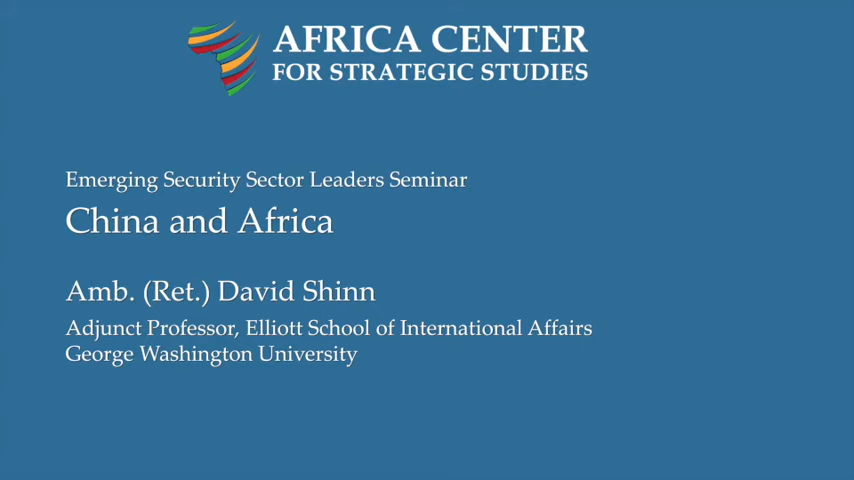 AFRICA CENTER
FOR STRATEGIC STUDIES
Emerging Security Sector Leaders Seminar
China and Africa
Amb. (Ret.) David Shinn
Adjunct Professor, Elliott School of International Affairs
George Washington University